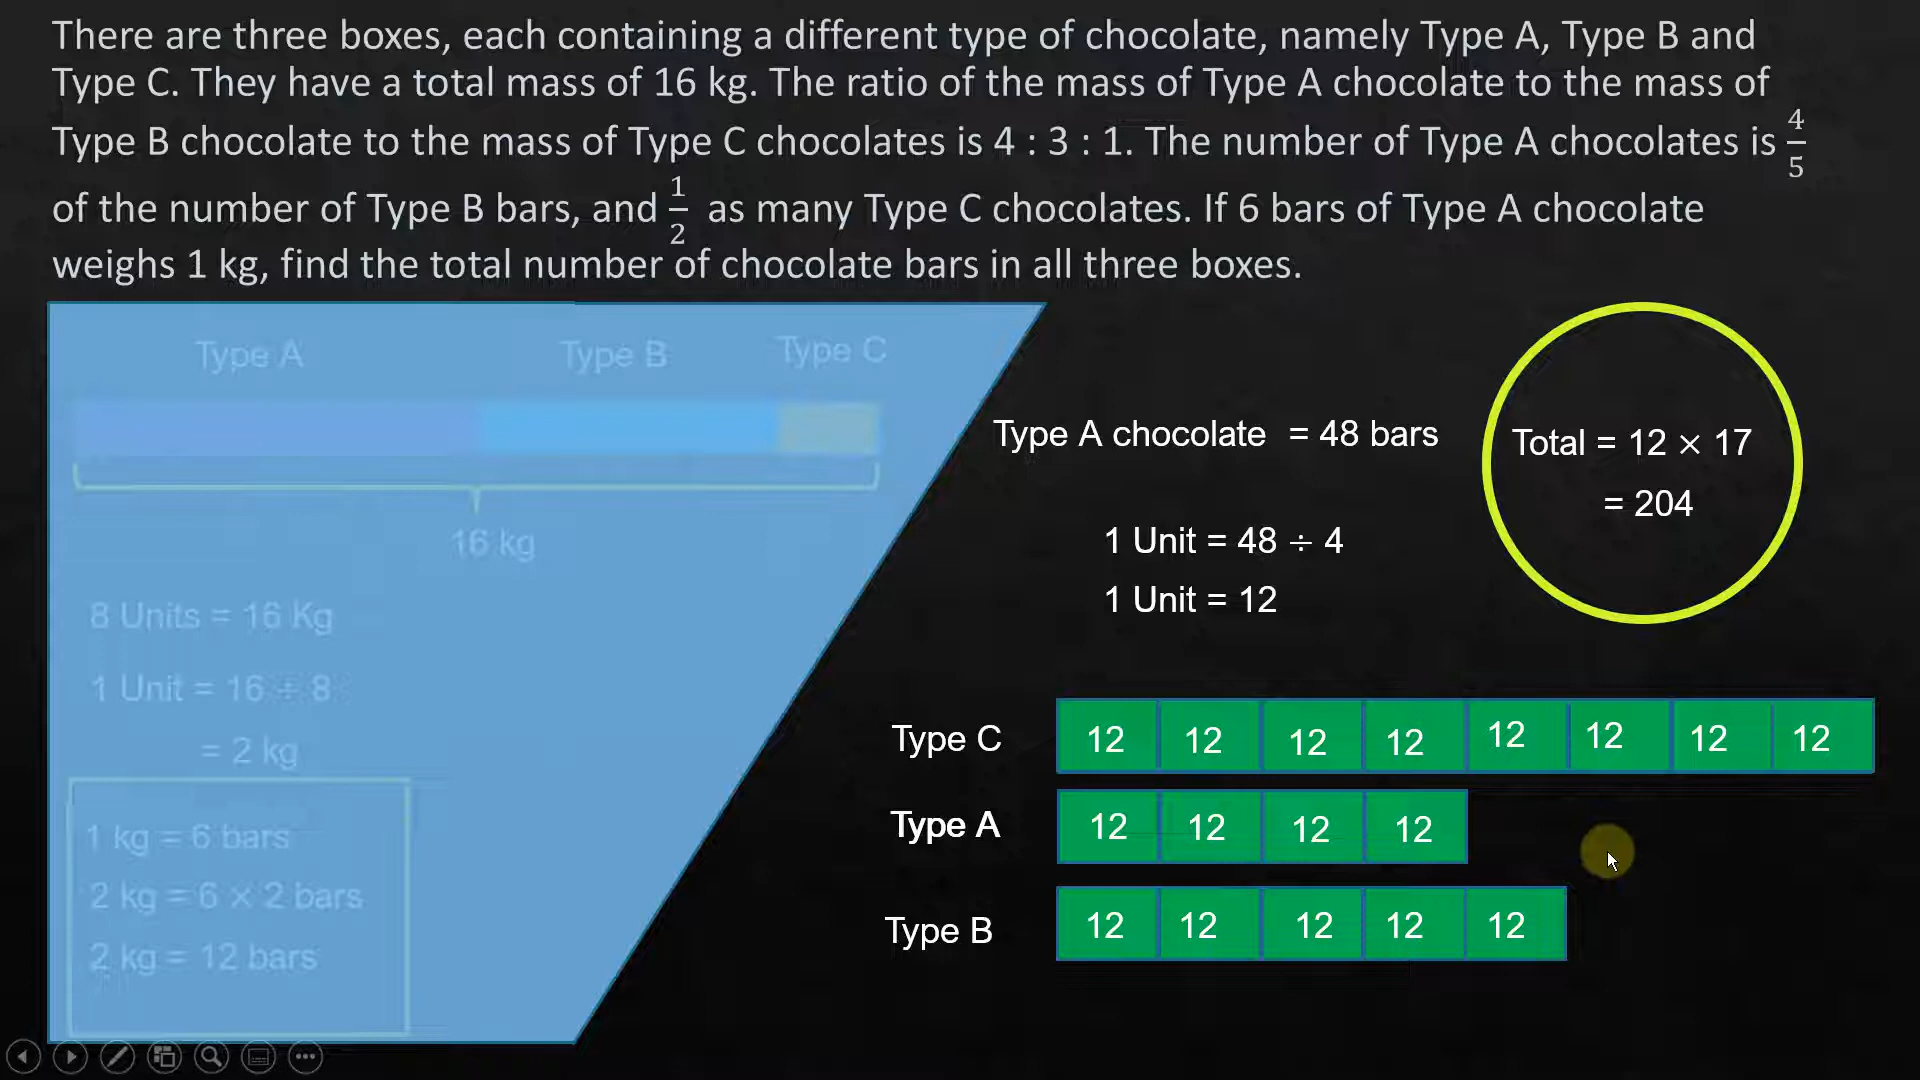 There are three boxes, each containing a different type of chocolate, namely Type A, Type B and
Type C. They have a total mass of 16 kg. The ratio of the mass of Type A chocolate to the mass of
Type B chocolate to the mass of Type C chocolates is 4 : 3 : 1. The number of Type A chocolates is 4/5
of the number of Type B bars, and 1/2 as many Type C chocolates. If 6 bars of Type A chocolate
weighs 1 kg, find the total number of chocolate bars in all three boxes.
Type A Type B Type C
16 kg
8 Units = 16 Kg
1 Unit = 16 ÷ 8
= 2 kg
1 kg = 6 bars
2 kg = 6 × 2 bars
2 kg = 12 bars
Type A chocolate = 48 bars
1 Unit = 48 ÷ 4
1 Unit = 12
Total = 12 × 17
= 204
Type C 12 12 12 12 12 12 12 12
Type A 12 12 12 12
Type B 12 12 12 12 12